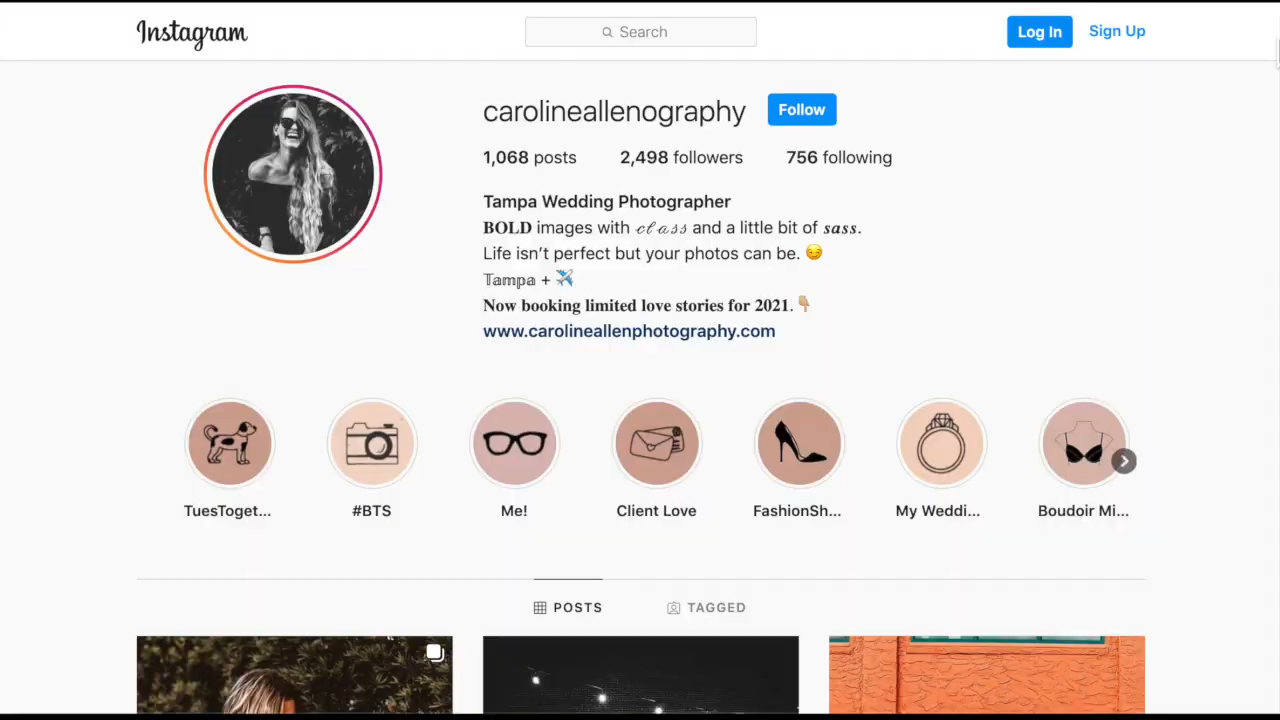 Instagram
Search
Log In
Sign Up
carolineallenography
Follow
1,068 posts 2,498 followers 756 following
Tampa Wedding Photographer
𝐁𝐎𝐋𝐃 images with 𝒸𝓁𝒶𝓈𝓈 and a little bit of 𝒔𝒂𝒔𝒔.
Life isn’t perfect but your photos can be. 😏
𝕋𝕒𝕞𝕡𝕒 + ✈️
𝐍𝐨𝐰 𝐛𝐨𝐨𝐤𝐢𝐧𝐠 𝐥𝐢𝐦𝐢𝐭𝐞𝐝 𝐥𝐨𝐯𝐞 𝐬𝐭𝐨𝐫𝐢𝐞𝐬 𝐟𝐨𝐫 𝟐𝟎𝟐𝟏.👇🏼
www.carolineallenphotography.com
TuesToget... #BTS Me! Client Love FashionSh... My Weddi... Boudoir Mi...
POSTS TAGGED